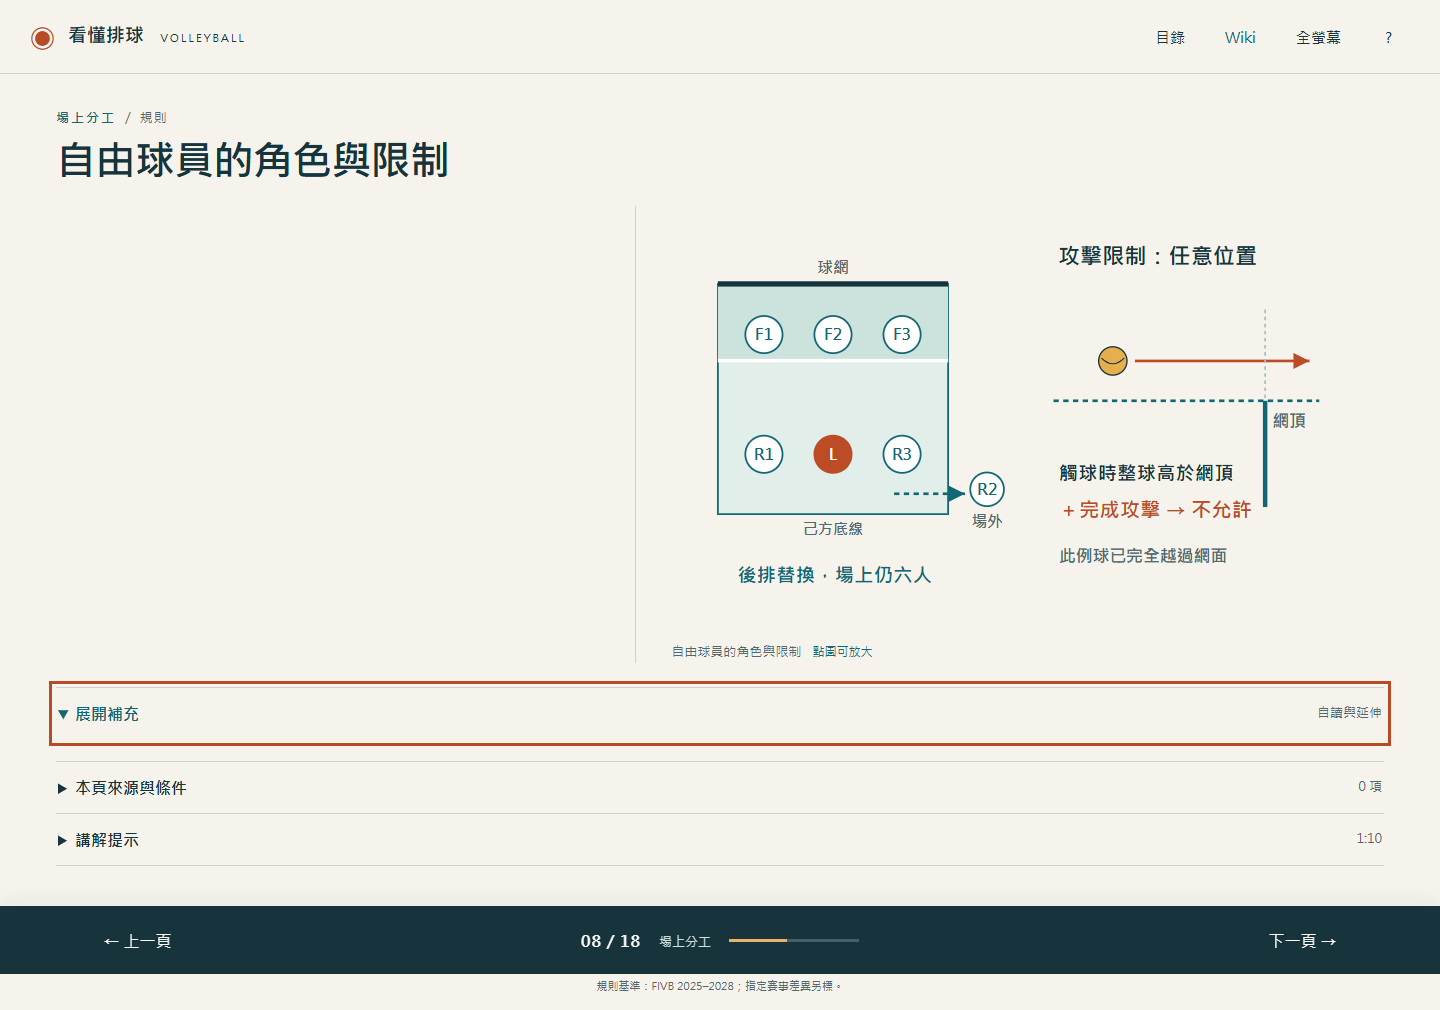 看懂排球 VOLLEYBALL
目錄 Wiki 全螢幕 ?
場上分工 / 規則
自由球員的角色與限制
球網
F1 F2 F3
R1 L R3
R2
場外
己方底線
後排替換・場上仍六人
攻擊限制：任意位置
網頂
觸球時整球高於網頂
+ 完成攻擊 → 不允許
此例球已完全越過網面
自由球員的角色與限制 點圖可放大
▼ 展開補充 自讀與延伸
▶ 本頁來源與條件 0 項
▶ 講解提示 1:10
← 上一頁 08 / 18 場上分工 下一頁 →
規則基準：FIVB 2025–2028；指定賽事差異另標。